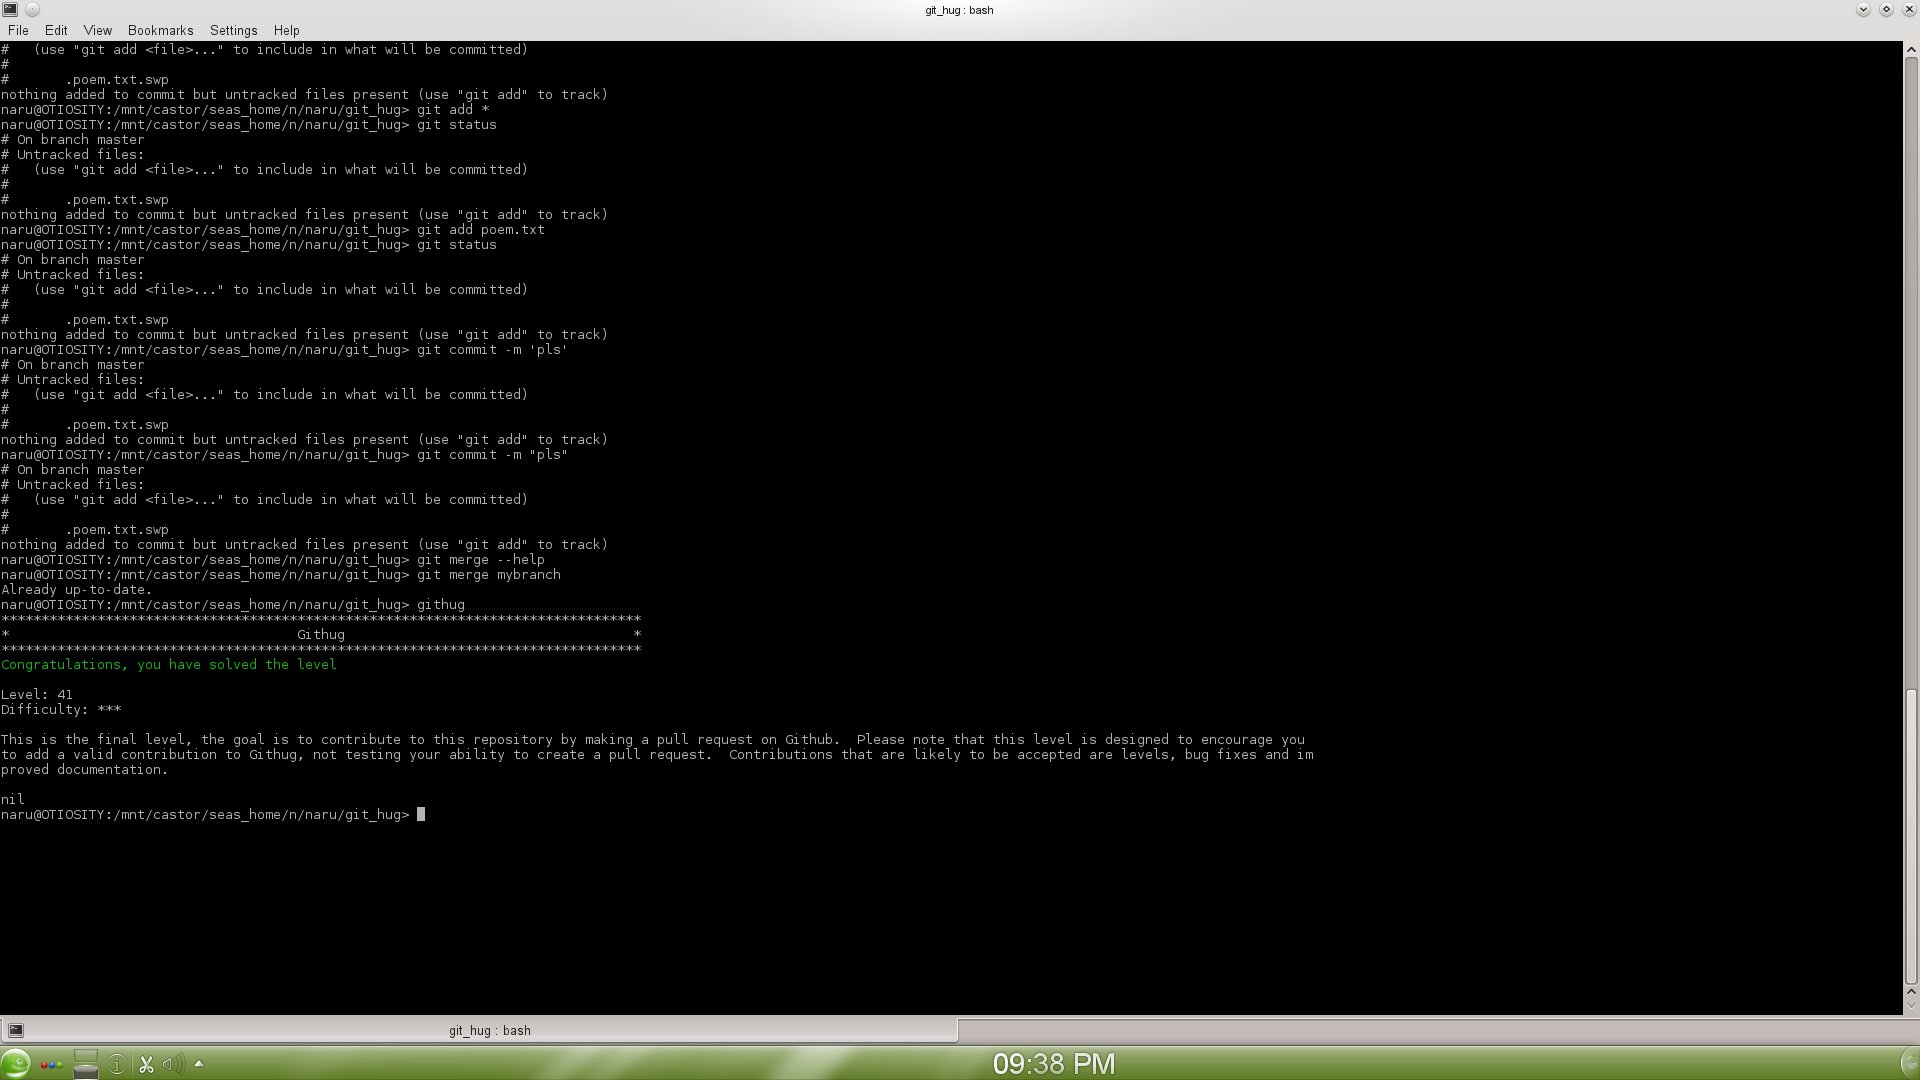 git_hug : bash
File Edit View Bookmarks Settings Help
#   (use "git add <file>..." to include in what will be committed)
#
#       .poem.txt.swp
nothing added to commit but untracked files present (use "git add" to track)
naru@OTIOSITY:/mnt/castor/seas_home/n/naru/git_hug> git add *
naru@OTIOSITY:/mnt/castor/seas_home/n/naru/git_hug> git status
# On branch master
# Untracked files:
#   (use "git add <file>..." to include in what will be committed)
#
#       .poem.txt.swp
nothing added to commit but untracked files present (use "git add" to track)
naru@OTIOSITY:/mnt/castor/seas_home/n/naru/git_hug> git add poem.txt
naru@OTIOSITY:/mnt/castor/seas_home/n/naru/git_hug> git status
# On branch master
# Untracked files:
#   (use "git add <file>..." to include in what will be committed)
#
#       .poem.txt.swp
nothing added to commit but untracked files present (use "git add" to track)
naru@OTIOSITY:/mnt/castor/seas_home/n/naru/git_hug> git commit -m 'pls'
# On branch master
# Untracked files:
#   (use "git add <file>..." to include in what will be committed)
#
#       .poem.txt.swp
nothing added to commit but untracked files present (use "git add" to track)
naru@OTIOSITY:/mnt/castor/seas_home/n/naru/git_hug> git commit -m "pls"
# On branch master
# Untracked files:
#   (use "git add <file>..." to include in what will be committed)
#
#       .poem.txt.swp
nothing added to commit but untracked files present (use "git add" to track)
naru@OTIOSITY:/mnt/castor/seas_home/n/naru/git_hug> git merge --help
naru@OTIOSITY:/mnt/castor/seas_home/n/naru/git_hug> git merge mybranch
Already up-to-date.
naru@OTIOSITY:/mnt/castor/seas_home/n/naru/git_hug> githug
********************************************************************************
*                                    Githug                                    *
********************************************************************************
Congratulations, you have solved the level
Level: 41
Difficulty: ***
This is the final level, the goal is to contribute to this repository by making a pull request on Github.  Please note that this level is designed to encourage you
to add a valid contribution to Githug, not testing your ability to create a pull request.  Contributions that are likely to be accepted are levels, bug fixes and im
proved documentation.
nil
naru@OTIOSITY:/mnt/castor/seas_home/n/naru/git_hug>
git_hug : bash
09:38 PM